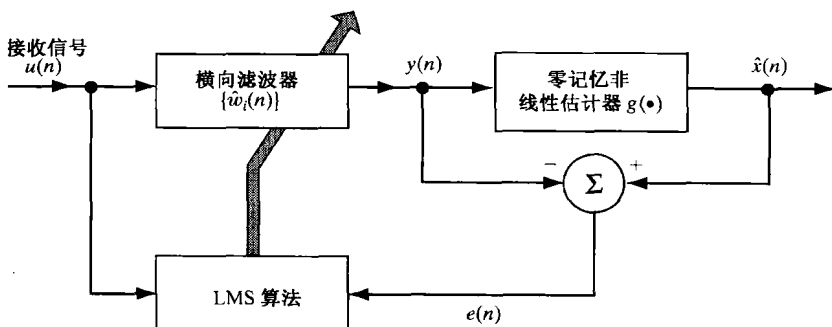 接收信号
u(n)
横向滤波器
{ŵᵢ(n)}
y(n)
零记忆非
线性估计器 g(•)
x̂(n)
−
+
Σ
LMS 算法
e(n)